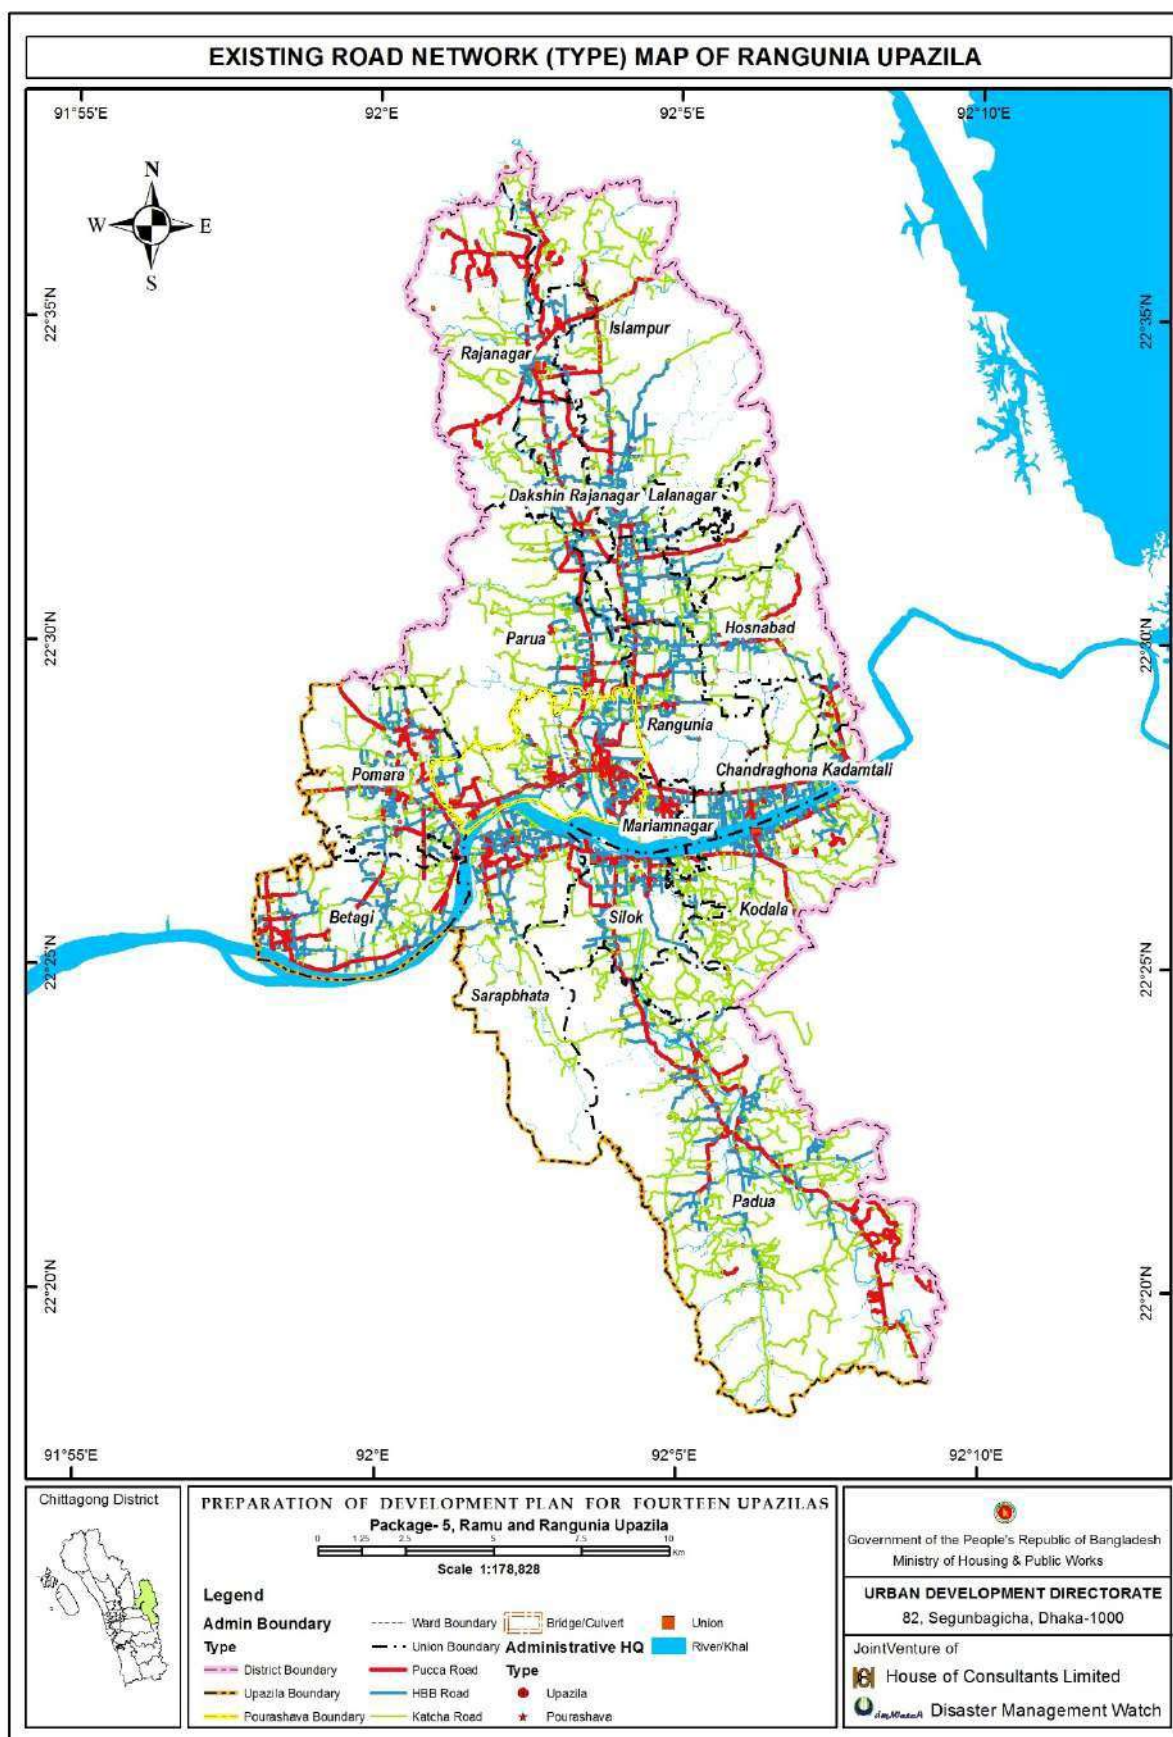 EXISTING ROAD NETWORK (TYPE) MAP OF RANGUNIA UPAZILA
91°55'E 92°E 92°5'E 92°10'E
N
W E
S
22°35'N 22°35'N
Islampur
Rajanagar
Dakshin Rajanagar Lalanagar
22°30'N 22°30'N
Parua Hosnabad
Rangunia
Pomara Chandraghona Kadamtali
Mariamnagar
Betagi Silok Kodala
22°25'N 22°25'N
Sarapbhata
Padua
22°20'N 22°20'N
91°55'E 92°E 92°5'E 92°10'E
Chittagong District
PREPARATION OF DEVELOPMENT PLAN FOR FOURTEEN UPAZILAS
Package- 5, Ramu and Rangunia Upazila
0 1.25 2.5 5 7.5 10
Km
Scale 1:178,828
Legend
Admin Boundary
Type
District Boundary
Upazila Boundary
Pourashava Boundary
Ward Boundary
Union Boundary
Pucca Road
HBB Road
Katcha Road
Bridge/Culvert
Administrative HQ
Type
Upazila
Pourashava
Union
River/Khal
Government of the People's Republic of Bangladesh
Ministry of Housing & Public Works
URBAN DEVELOPMENT DIRECTORATE
82, Segunbagicha, Dhaka-1000
JointVenture of
House of Consultants Limited
Disaster Management Watch